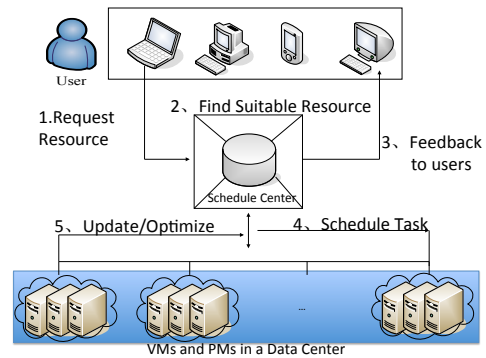 User
1.Request
Resource
2、Find Suitable Resource
3、Feedback
to users
Schedule Center
5、Update/Optimize
4、Schedule Task
...
VMs and PMs in a Data Center